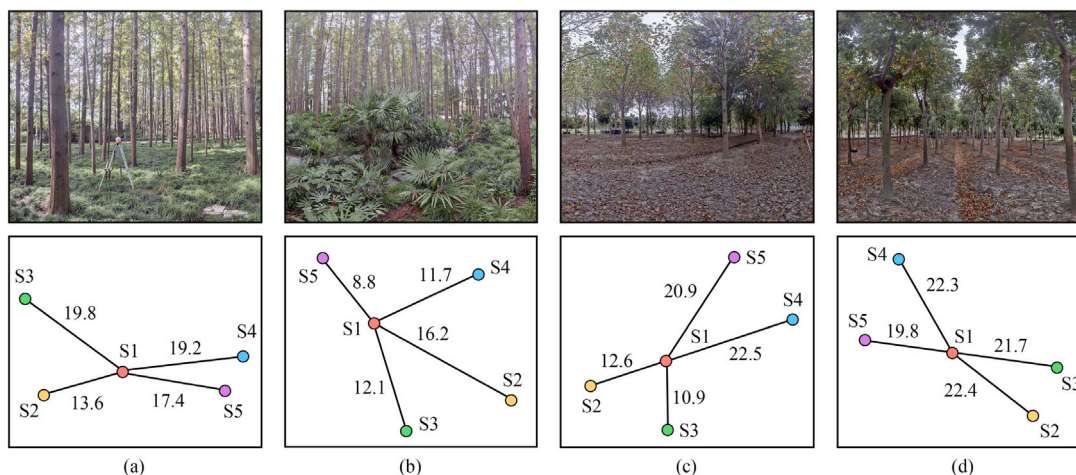 S3
19.8
S1
19.2
S4
S2
13.6
17.4
S5
S5
8.8
11.7
S4
S1
16.2
12.1
S2
S3
S5
20.9
S4
S1
12.6
22.5
S2
10.9
S3
S4
22.3
S5
19.8
S1
21.7
22.4
S3
S2
(a)
(b)
(c)
(d)